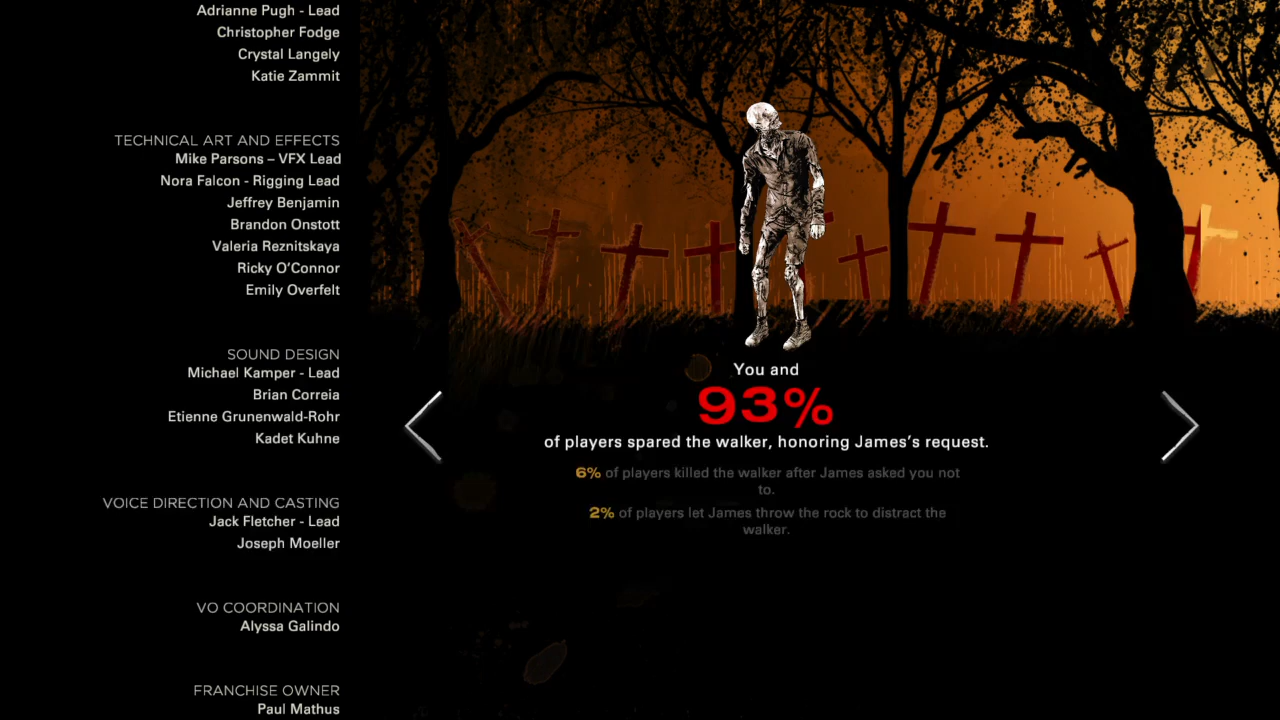 Adrianne Pugh - Lead
Christopher Fodge
Crystal Langely
Katie Zammit
TECHNICAL ART AND EFFECTS
Mike Parsons – VFX Lead
Nora Falcon - Rigging Lead
Jeffrey Benjamin
Brandon Onstott
Valeria Reznitskaya
Ricky O'Connor
Emily Overfelt
SOUND DESIGN
Michael Kamper - Lead
Brian Correia
Etienne Grunenwald-Rohr
Kadet Kuhne
VOICE DIRECTION AND CASTING
Jack Fletcher - Lead
Joseph Moeller
VO COORDINATION
Alyssa Galindo
FRANCHISE OWNER
Paul Mathus
You and
93%
of players spared the walker, honoring James's request.
6% of players killed the walker after James asked you not
to.
2% of players let James throw the rock to distract the
walker.